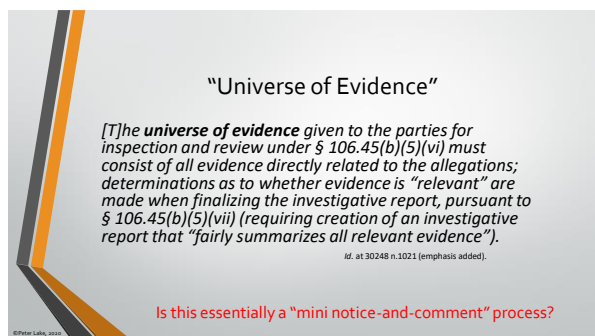 “Universe of Evidence”
[T]he universe of evidence given to the parties for
inspection and review under § 106.45(b)(5)(vi) must
consist of all evidence directly related to the allegations;
determinations as to whether evidence is “relevant” are
made when finalizing the investigative report, pursuant to
§ 106.45(b)(5)(vii) (requiring creation of an investigative
report that “fairly summarizes all relevant evidence”).
Id. at 30248 n.1021 (emphasis added).
Is this essentially a “mini notice-and-comment” process?
©Peter Lake, 2020